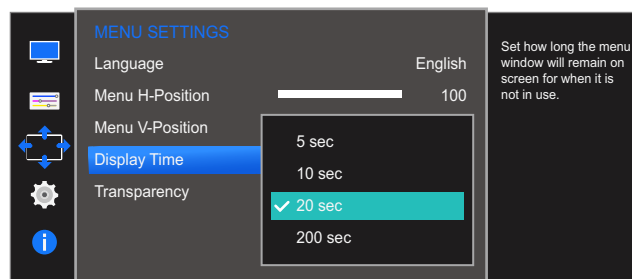 MENU SETTINGS
Language English
Menu H-Position 100
Menu V-Position
Display Time
Transparency
5 sec
10 sec
20 sec
200 sec
Set how long the menu
window will remain on
screen for when it is
not in use.